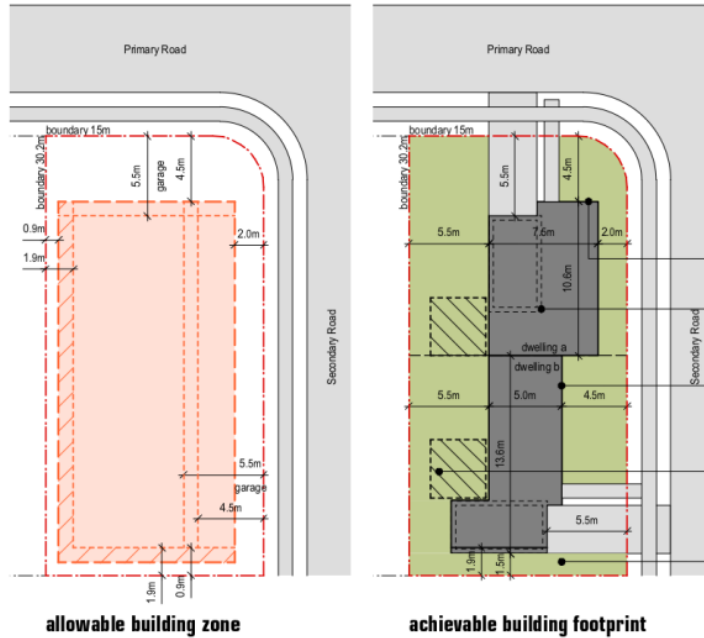 Primary Road
boundary 15m
boundary 30.2m
5.5m
garage
4.5m
0.9m
2.0m
1.9m
Secondary Road
5.5m
garage
4.5m
1.9m
0.9m
allowable building zone
Primary Road
boundary 15m
boundary 30.2m
5.5m
4.5m
5.5m
7.5m
2.0m
10.6m
dwelling a
dwelling b
Secondary Road
5.5m
5.0m
4.5m
13.6m
5.5m
1.9m
1.5m
achievable building footprint